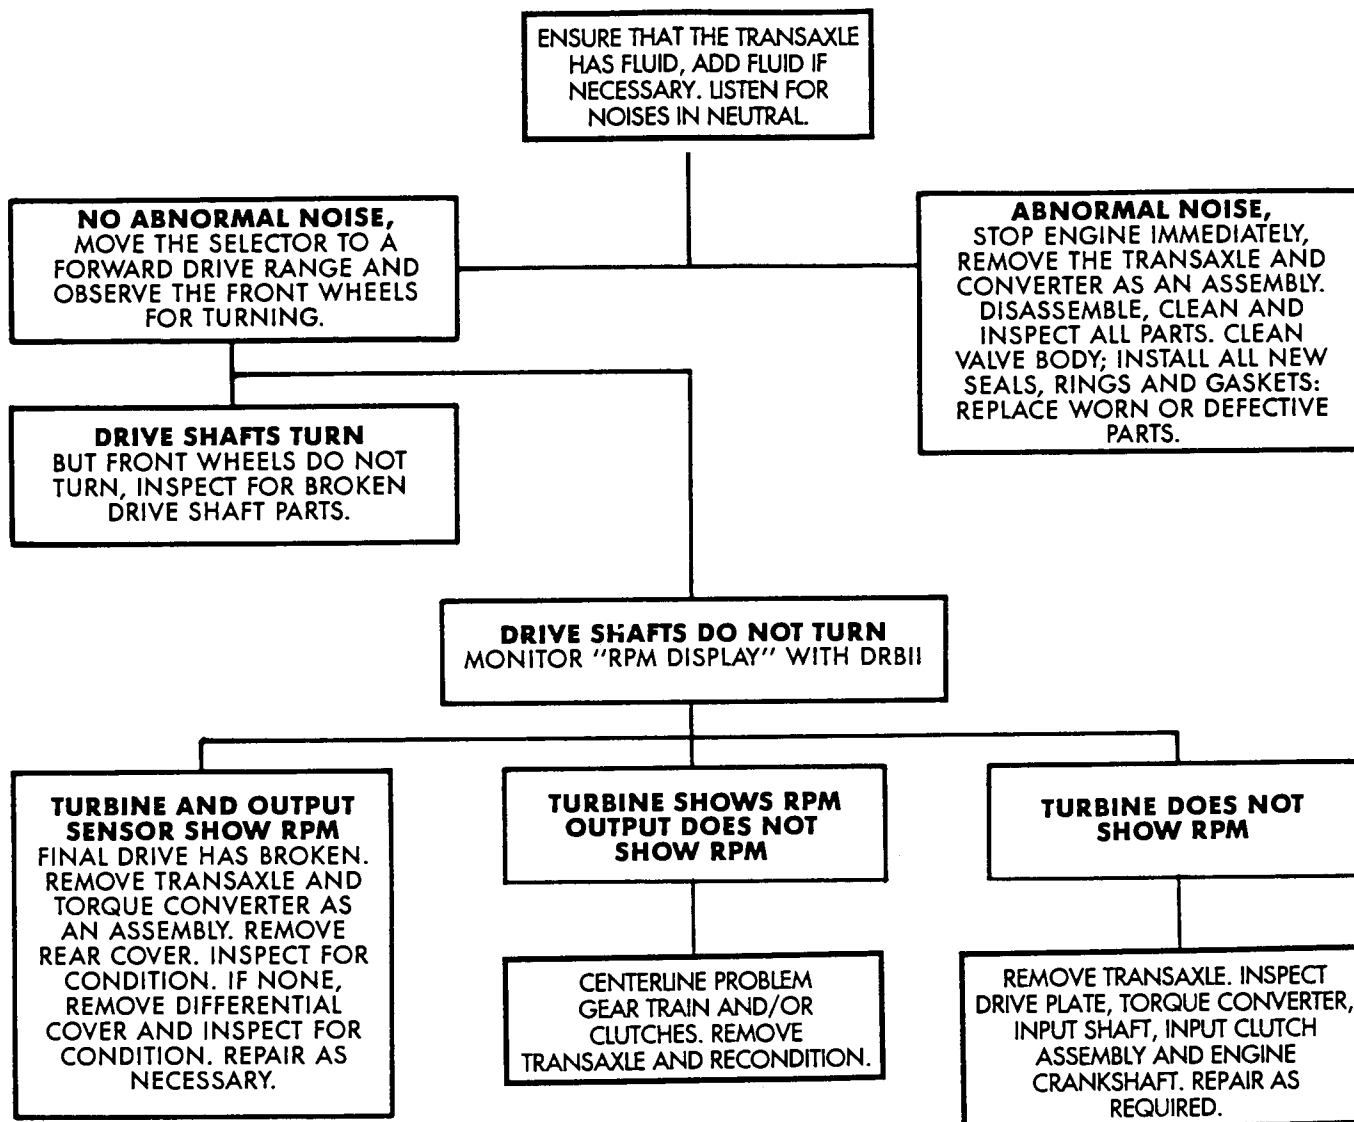 ENSURE THAT THE TRANSAXLE
HAS FLUID, ADD FLUID IF
NECESSARY. LISTEN FOR
NOISES IN NEUTRAL.
NO ABNORMAL NOISE,
MOVE THE SELECTOR TO A
FORWARD DRIVE RANGE AND
OBSERVE THE FRONT WHEELS
FOR TURNING.
ABNORMAL NOISE,
STOP ENGINE IMMEDIATELY,
REMOVE THE TRANSAXLE AND
CONVERTER AS AN ASSEMBLY.
DISASSEMBLE, CLEAN AND
INSPECT ALL PARTS. CLEAN
VALVE BODY; INSTALL ALL NEW
SEALS, RINGS AND GASKETS:
REPLACE WORN OR DEFECTIVE
PARTS.
DRIVE SHAFTS TURN
BUT FRONT WHEELS DO NOT
TURN, INSPECT FOR BROKEN
DRIVE SHAFT PARTS.
DRIVE SHAFTS DO NOT TURN
MONITOR "RPM DISPLAY" WITH DRBII
TURBINE AND OUTPUT
SENSOR SHOW RPM
FINAL DRIVE HAS BROKEN.
REMOVE TRANSAXLE AND
TORQUE CONVERTER AS
AN ASSEMBLY. REMOVE
REAR COVER. INSPECT FOR
CONDITION. IF NONE,
REMOVE DIFFERENTIAL
COVER AND INSPECT FOR
CONDITION. REPAIR AS
NECESSARY.
TURBINE SHOWS RPM
OUTPUT DOES NOT
SHOW RPM
CENTERLINE PROBLEM
GEAR TRAIN AND/OR
CLUTCHES. REMOVE
TRANSAXLE AND RECONDITION.
TURBINE DOES NOT
SHOW RPM
REMOVE TRANSAXLE. INSPECT
DRIVE PLATE, TORQUE CONVERTER,
INPUT SHAFT, INPUT CLUTCH
ASSEMBLY AND ENGINE
CRANKSHAFT. REPAIR AS
REQUIRED.